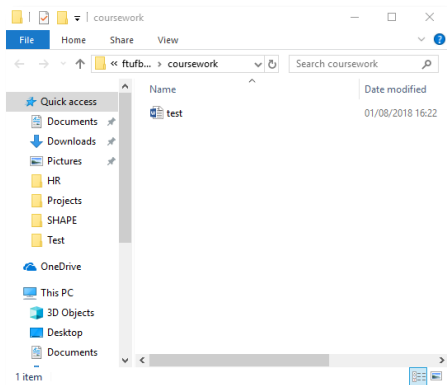 coursework
File Home Share View
« ftufb... › coursework Search coursework
Quick access
Documents
Downloads
Pictures
HR
Projects
SHAPE
Test
OneDrive
This PC
3D Objects
Desktop
Documents
Name Date modified
test 01/08/2018 16:22
1 item